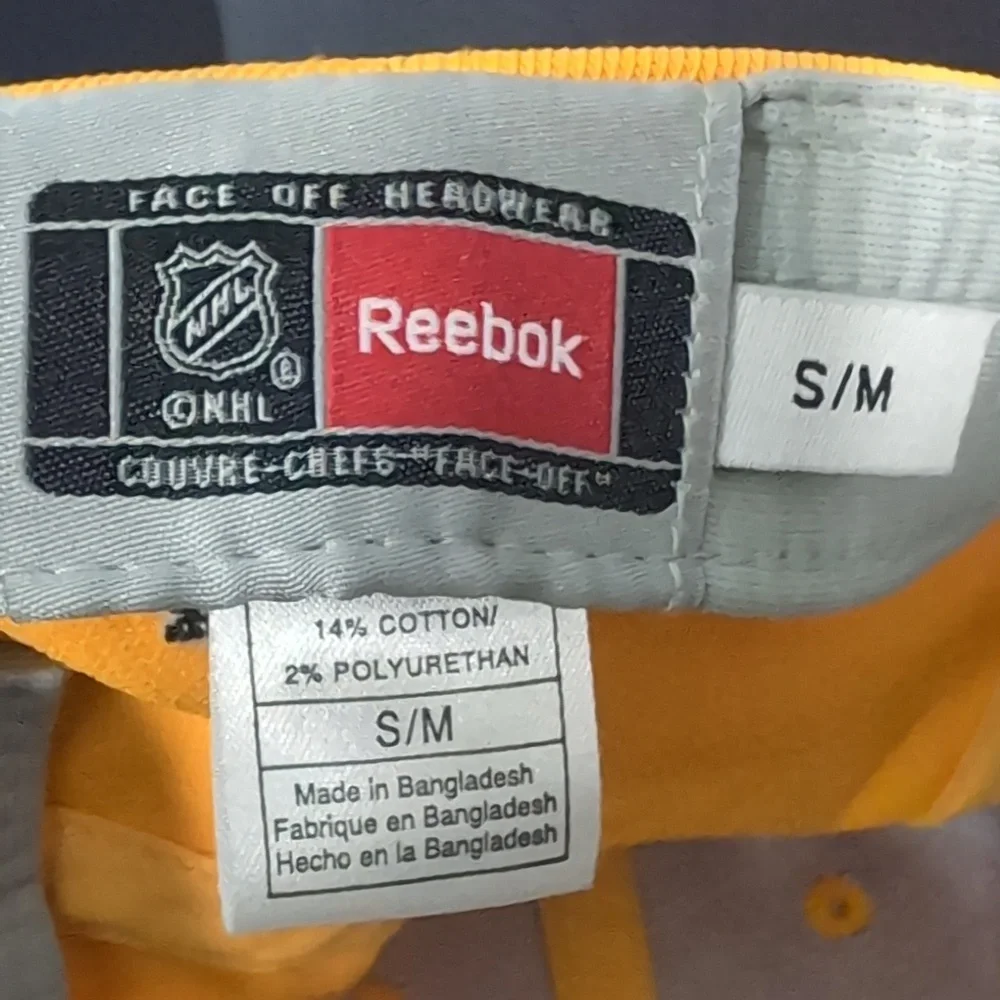 FACE OFF HEADWEAR
NHL
®
©NHL
Reebok
COUVRE-CHEFS "FACE-OFF"
S/M
14% COTTON/
2% POLYURETHAN
S/M
Made in Bangladesh
Fabrique en Bangladesh
Hecho en la Bangladesh